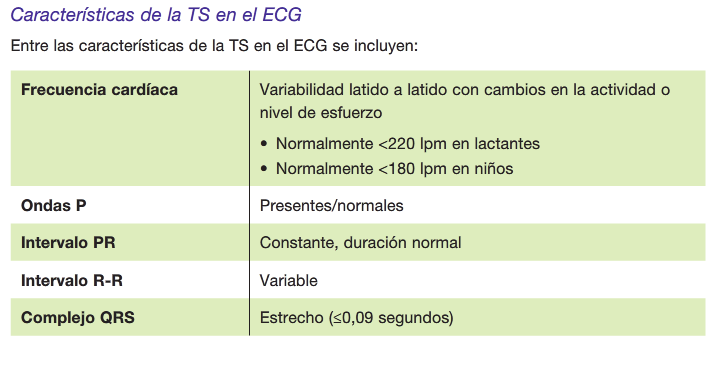 Características de la TS en el ECG
Entre las características de la TS en el ECG se incluyen:
Frecuencia cardíaca
Variabilidad latido a latido con cambios en la actividad o
nivel de esfuerzo
• Normalmente <220 lpm en lactantes
• Normalmente <180 lpm en niños
Ondas P
Presentes/normales
Intervalo PR
Constante, duración normal
Intervalo R-R
Variable
Complejo QRS
Estrecho (≤0,09 segundos)